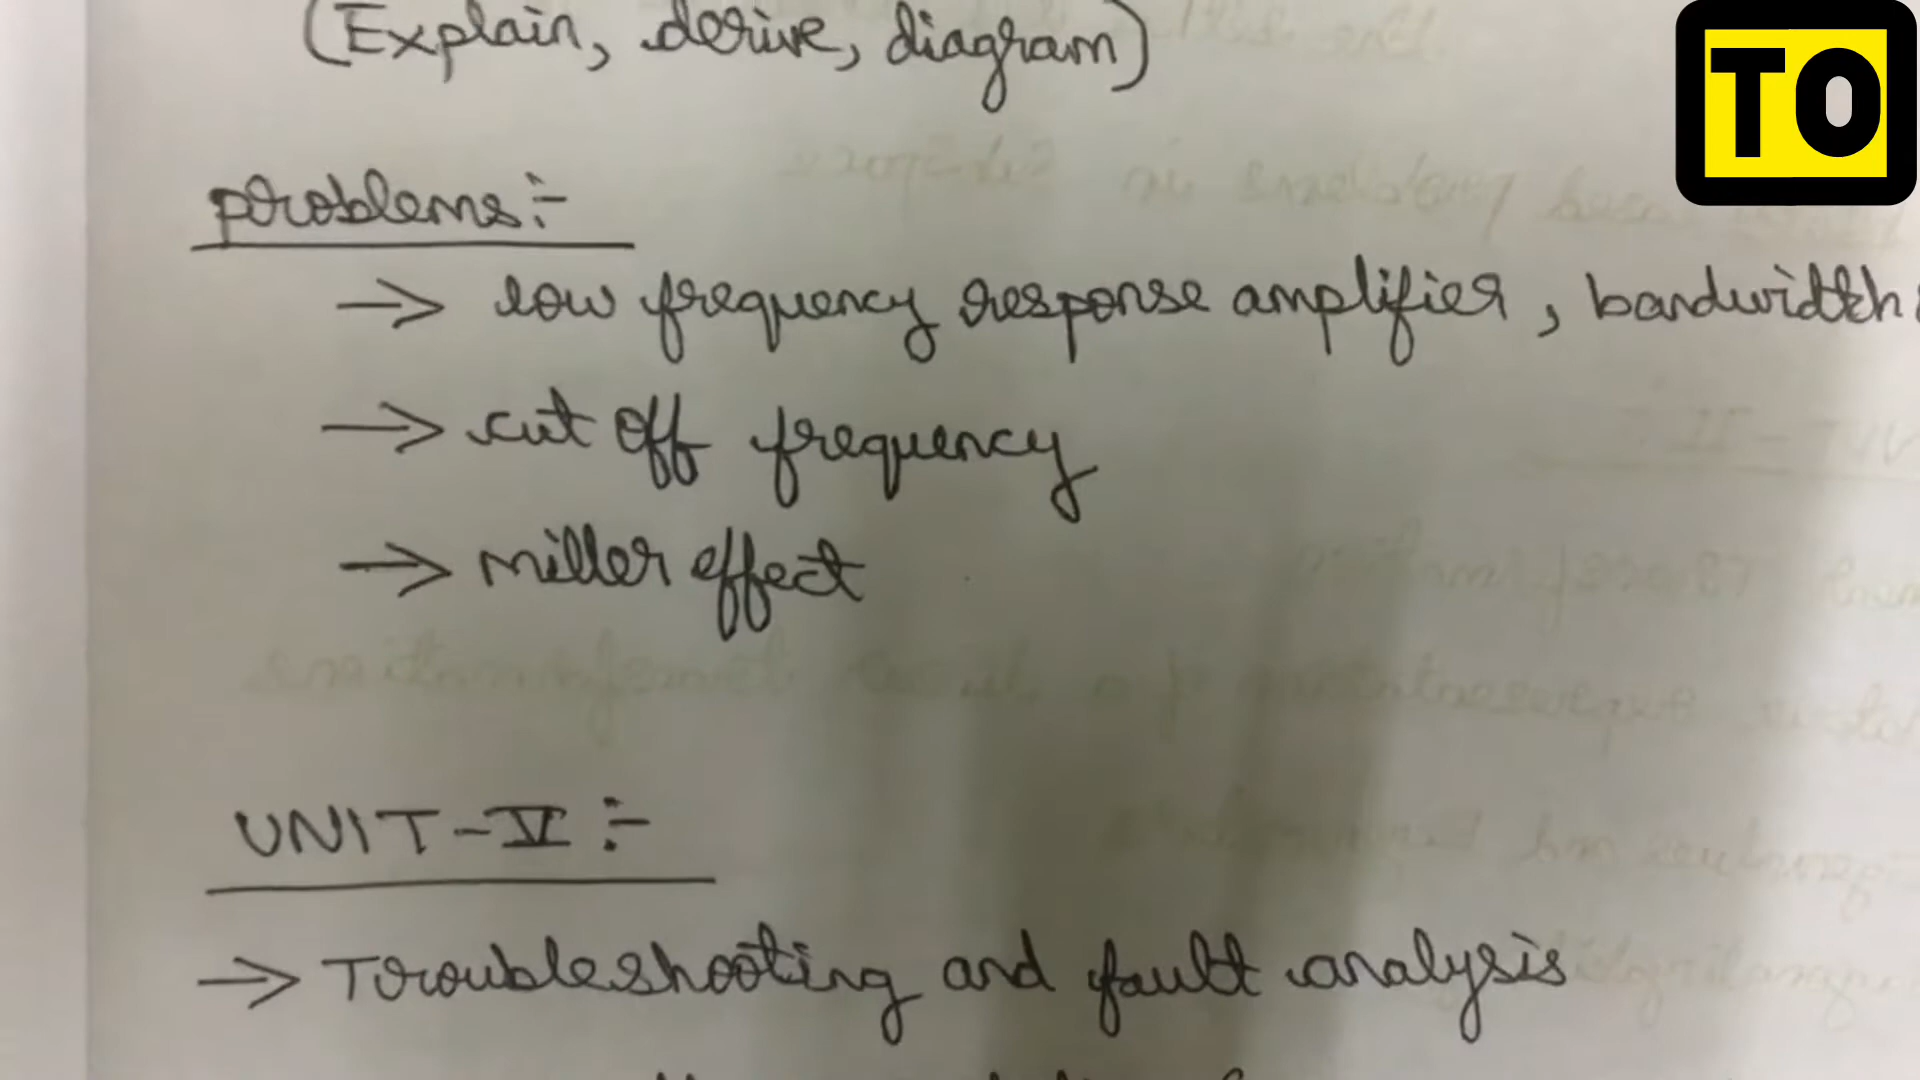 (Explain, derive, diagram)
TO
problems:-
→ low frequency response amplifier, bandwidth
→ cut off frequency
→ miller effect
UNIT-V :-
→ Troubleshooting and fault analysis